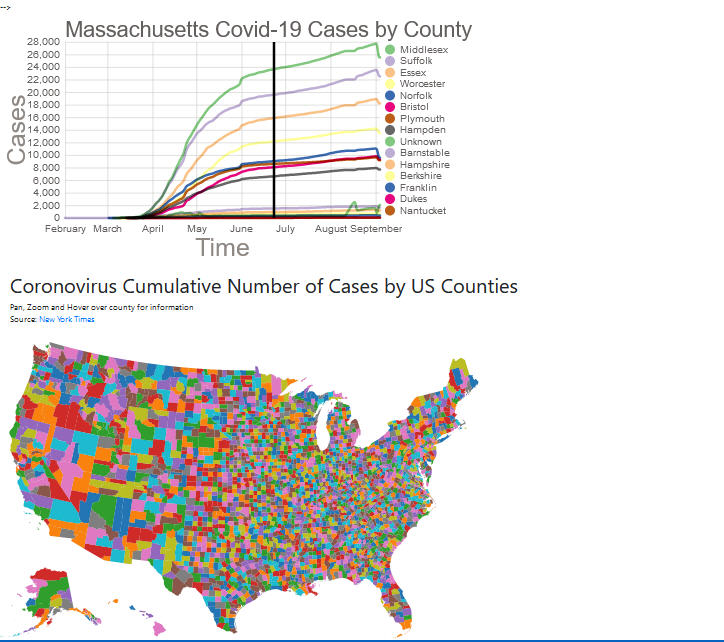 -->
Massachusetts Covid-19 Cases by County
28,000
26,000
24,000
22,000
20,000
18,000
16,000
14,000
12,000
10,000
8,000
6,000
4,000
2,000
0
Cases
February March April May June July August September
Time
Middlesex
Suffolk
Essex
Worcester
Norfolk
Bristol
Plymouth
Hampden
Unknown
Barnstable
Hampshire
Berkshire
Franklin
Dukes
Nantucket
Coronovirus Cumulative Number of Cases by US Counties
Pan, Zoom and Hover over county for information
Source: New York Times